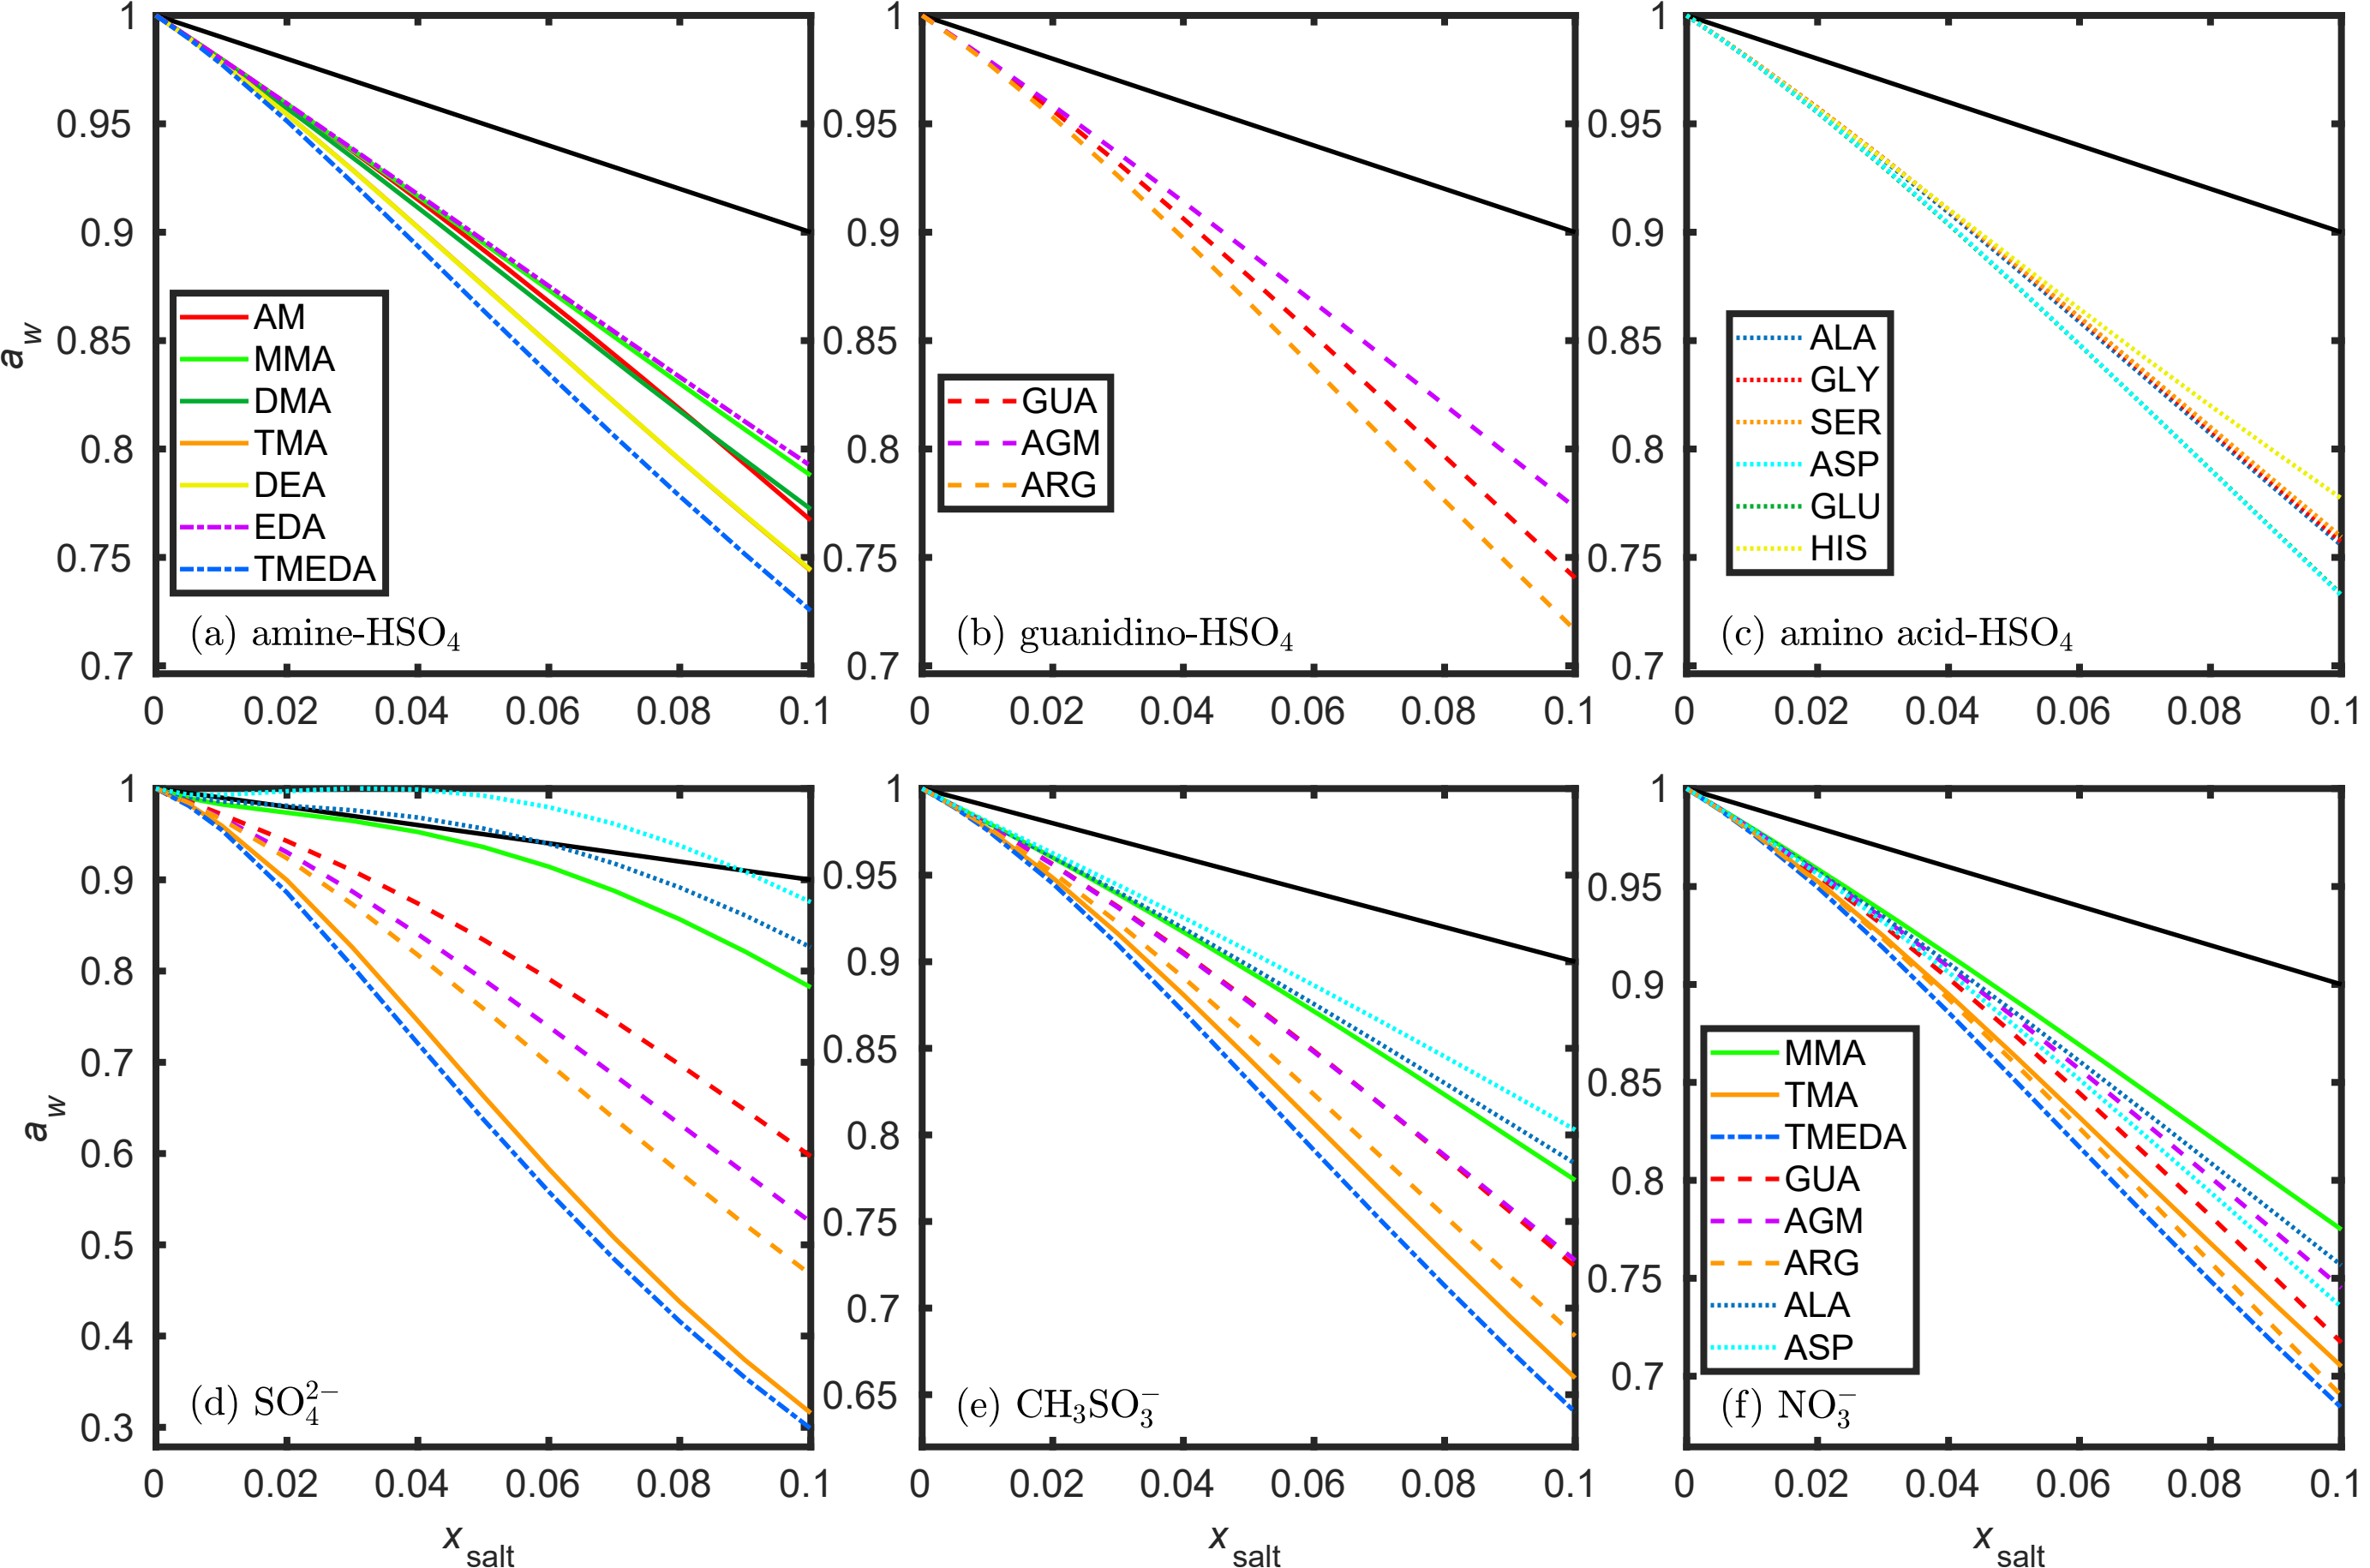 1
0.95
0.9
0.85
0.8
0.75
0.7
a_w
AM
MMA
DMA
TMA
DEA
EDA
TMEDA
(a) amine-HSO₄
0 0.02 0.04 0.06 0.08 0.1
1
0.95
0.9
0.85
0.8
0.75
0.7
GUA
AGM
ARG
(b) guanidino-HSO₄
0 0.02 0.04 0.06 0.08 0.1
1
0.95
0.9
0.85
0.8
0.75
0.7
ALA
GLY
SER
ASP
GLU
HIS
(c) amino acid-HSO₄
0 0.02 0.04 0.06 0.08 0.1
1
0.9
0.8
0.7
0.6
0.5
0.4
0.3
a_w
(d) SO₄²⁻
0 0.02 0.04 0.06 0.08 0.1
x_salt
1
0.95
0.9
0.85
0.8
0.75
0.7
0.65
(e) CH₃SO₃⁻
0 0.02 0.04 0.06 0.08 0.1
x_salt
1
0.95
0.9
0.85
0.8
0.75
0.7
MMA
TMA
TMEDA
GUA
AGM
ARG
ALA
ASP
(f) NO₃⁻
0 0.02 0.04 0.06 0.08 0.1
x_salt